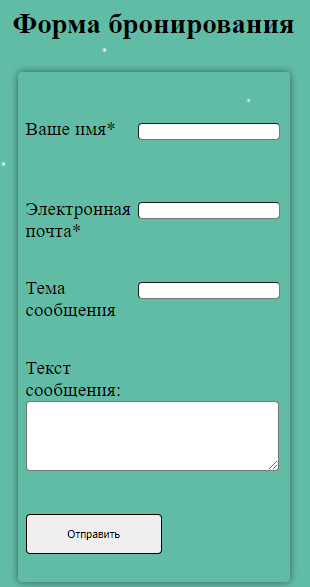 Форма бронирования
Ваше имя*
Электронная
почта*
Тема
сообщения
Текст
сообщения:
Отправить